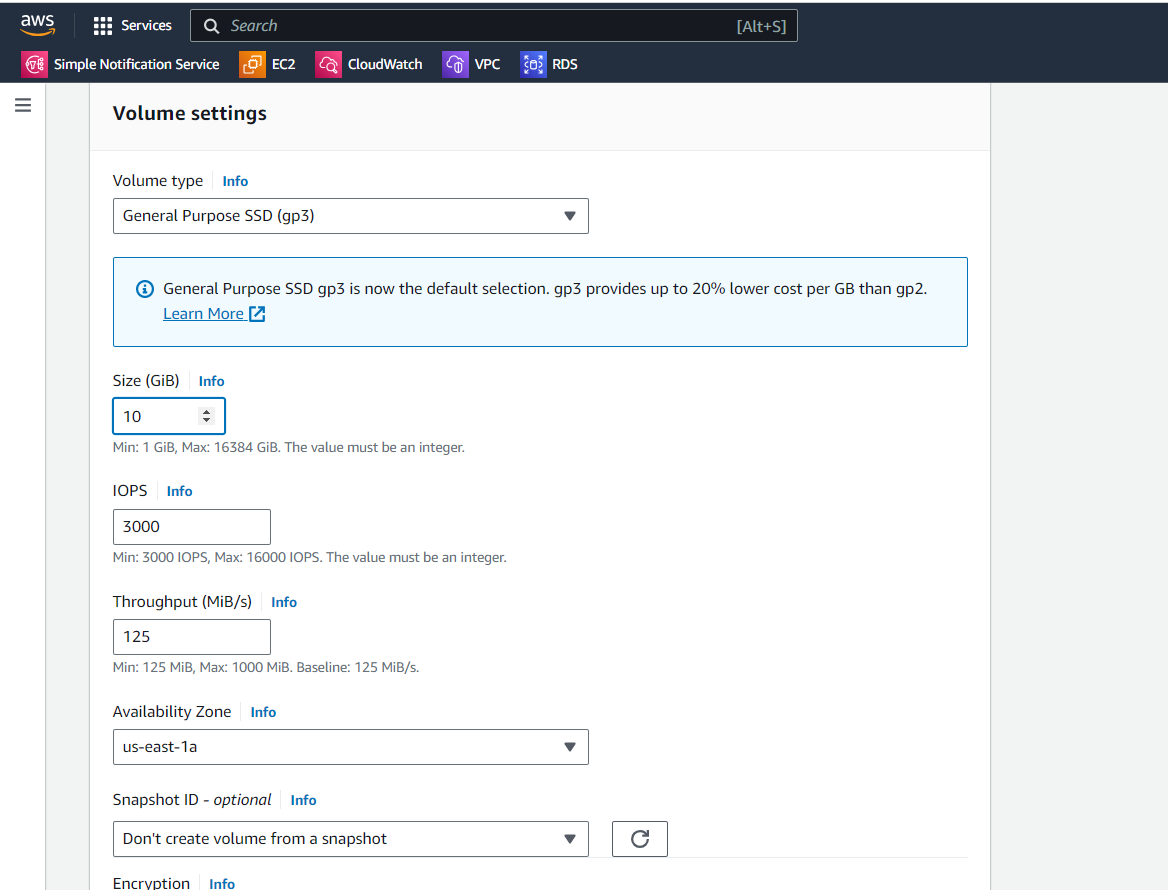 aws
Services
Search
[Alt+S]
Simple Notification Service
EC2
CloudWatch
VPC
RDS
Volume settings
Volume type Info
General Purpose SSD (gp3)
General Purpose SSD gp3 is now the default selection. gp3 provides up to 20% lower cost per GB than gp2.
Learn More
Size (GiB) Info
10
Min: 1 GiB, Max: 16384 GiB. The value must be an integer.
IOPS Info
3000
Min: 3000 IOPS, Max: 16000 IOPS. The value must be an integer.
Throughput (MiB/s) Info
125
Min: 125 MiB, Max: 1000 MiB. Baseline: 125 MiB/s.
Availability Zone Info
us-east-1a
Snapshot ID - optional Info
Don't create volume from a snapshot
Encryption Info